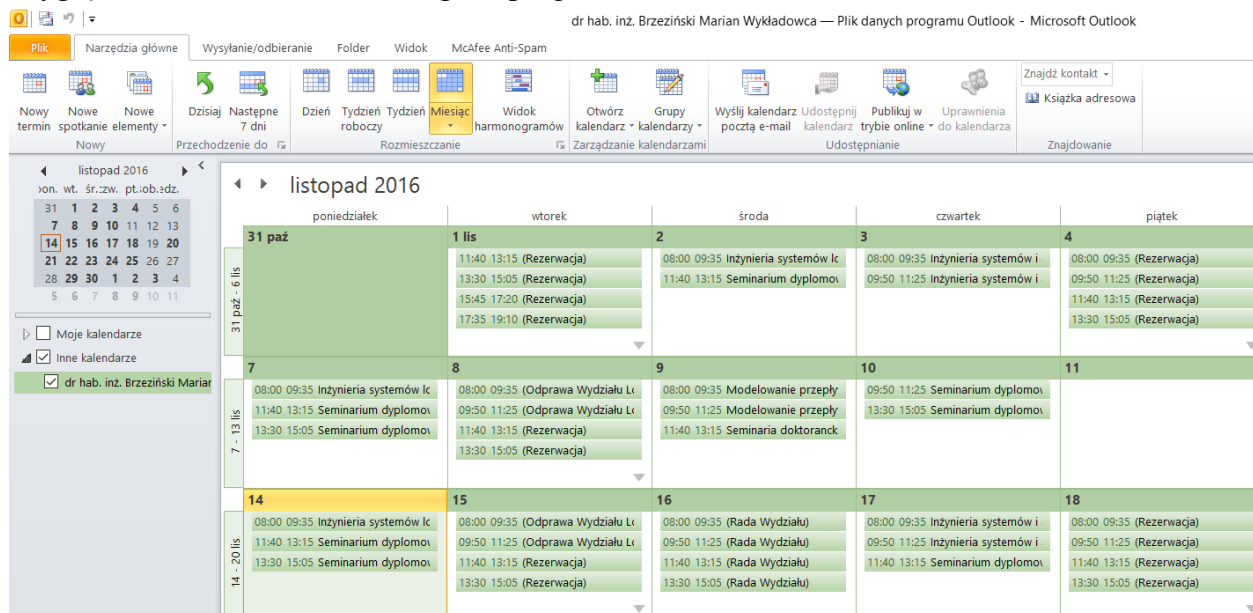 dr hab. inż. Brzeziński Marian Wykładowca — Plik danych programu Outlook - Microsoft Outlook
Plik Narzędzia główne Wysyłanie/odbieranie Folder Widok McAfee Anti-Spam
Nowy termin
Nowe spotkanie
Nowe elementy
Nowy
Dzisiaj
Następne 7 dni
Przechodzenie do
Dzień
Tydzień roboczy
Tydzień
Miesiąc
Widok harmonogramów
Rozmieszczanie
Otwórz kalendarz
Grupy kalendarzy
Zarządzanie kalendarzami
Wyślij kalendarz pocztą e-mail
Udostępnij kalendarz
Publikuj w trybie online
Uprawnienia do kalendarza
Udostępnianie
Znajdź kontakt
Książka adresowa
Znajdowanie
listopad 2016
pon. wt. śr. czw. pt. sob. edz.
31 1 2 3 4 5 6
7 8 9 10 11 12 13
14 15 16 17 18 19 20
21 22 23 24 25 26 27
28 29 30 1 2 3 4
5 6 7 8 9 10 11
Moje kalendarze
Inne kalendarze
dr hab. inż. Brzeziński Marian
listopad 2016
poniedziałek wtorek środa czwartek piątek
31 paź - 6 lis
31 paź
1 lis
11:40 13:15 (Rezerwacja)
13:30 15:05 (Rezerwacja)
15:45 17:20 (Rezerwacja)
17:35 19:10 (Rezerwacja)
2
08:00 09:35 Inżynieria systemów lo
11:40 13:15 Seminarium dyplomov
3
08:00 09:35 Inżynieria systemów i
09:50 11:25 Inżynieria systemów i
4
08:00 09:35 (Rezerwacja)
09:50 11:25 (Rezerwacja)
11:40 13:15 (Rezerwacja)
13:30 15:05 (Rezerwacja)
7 - 13 lis
7
08:00 09:35 Inżynieria systemów lo
11:40 13:15 Seminarium dyplomov
13:30 15:05 Seminarium dyplomov
8
08:00 09:35 (Odprawa Wydziału Lo
09:50 11:25 (Odprawa Wydziału Lo
11:40 13:15 (Rezerwacja)
13:30 15:05 (Rezerwacja)
9
08:00 09:35 Modelowanie przepły
09:50 11:25 Modelowanie przepły
11:40 13:15 Seminaria doktoranck
10
09:50 11:25 Seminarium dyplomov
13:30 15:05 Seminarium dyplomov
11
14 - 20 lis
14
08:00 09:35 Inżynieria systemów lo
11:40 13:15 Seminarium dyplomov
13:30 15:05 Seminarium dyplomov
15
08:00 09:35 (Odprawa Wydziału Lo
09:50 11:25 (Odprawa Wydziału Lo
11:40 13:15 (Rezerwacja)
13:30 15:05 (Rezerwacja)
16
08:00 09:35 (Rada Wydziału)
09:50 11:25 (Rada Wydziału)
11:40 13:15 (Rada Wydziału)
13:30 15:05 (Rada Wydziału)
17
08:00 09:35 Inżynieria systemów i
09:50 11:25 Inżynieria systemów i
11:40 13:15 Seminarium dyplomov
18
08:00 09:35 (Rezerwacja)
09:50 11:25 (Rezerwacja)
11:40 13:15 (Rezerwacja)
13:30 15:05 (Rezerwacja)